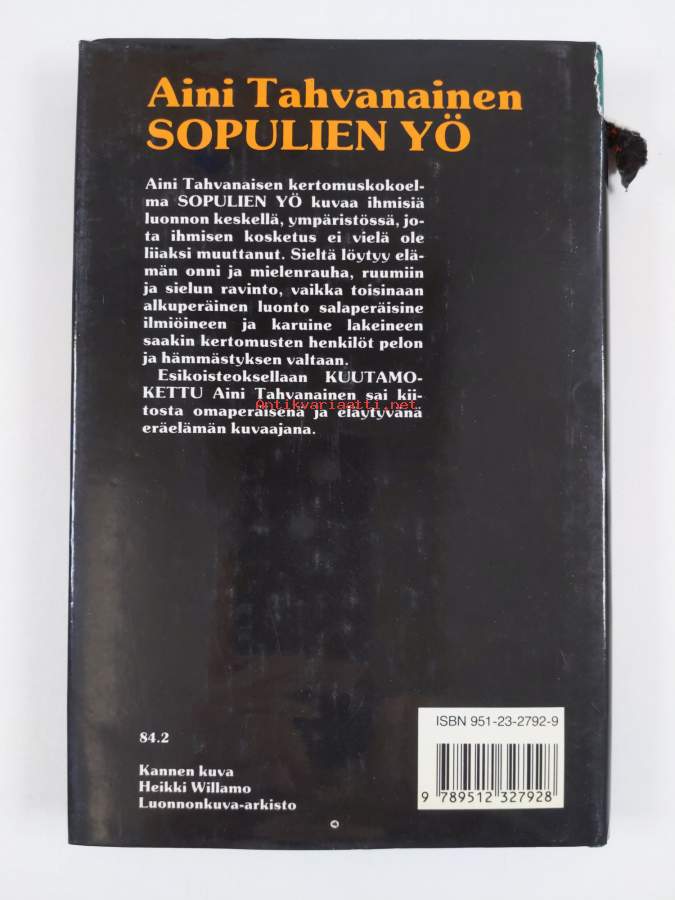 Aini Tahvanainen
SOPULIEN YÖ
Aini Tahvanaisen kertomuskokoel-
ma SOPULIEN YÖ kuvaa ihmisiä
luonnon keskellä, ympäristössä, jo-
ta ihmisen kosketus ei vielä ole
liiaksi muuttanut. Sieltä löytyy elä-
män onni ja mielenrauha, ruumiin
ja sielun ravinto, vaikka toisinaan
alkuperäinen luonto salaperäisine
ilmiöineen ja karuine lakeineen
saakin kertomusten henkilöt pelon
ja hämmästyksen valtaan.
Esikoisteoksellaan KUUTAMO-
KETTU Aini Tahvanainen sai kii-
tosta omaperäisenä ja eläytyvänä
Antikvariaatti.net
eräelämän kuvaajana.
ISBN 951-23-2792-9
84.2
Kannen kuva
Heikki Willamo
Luonnonkuva-arkisto
9 789512 327928